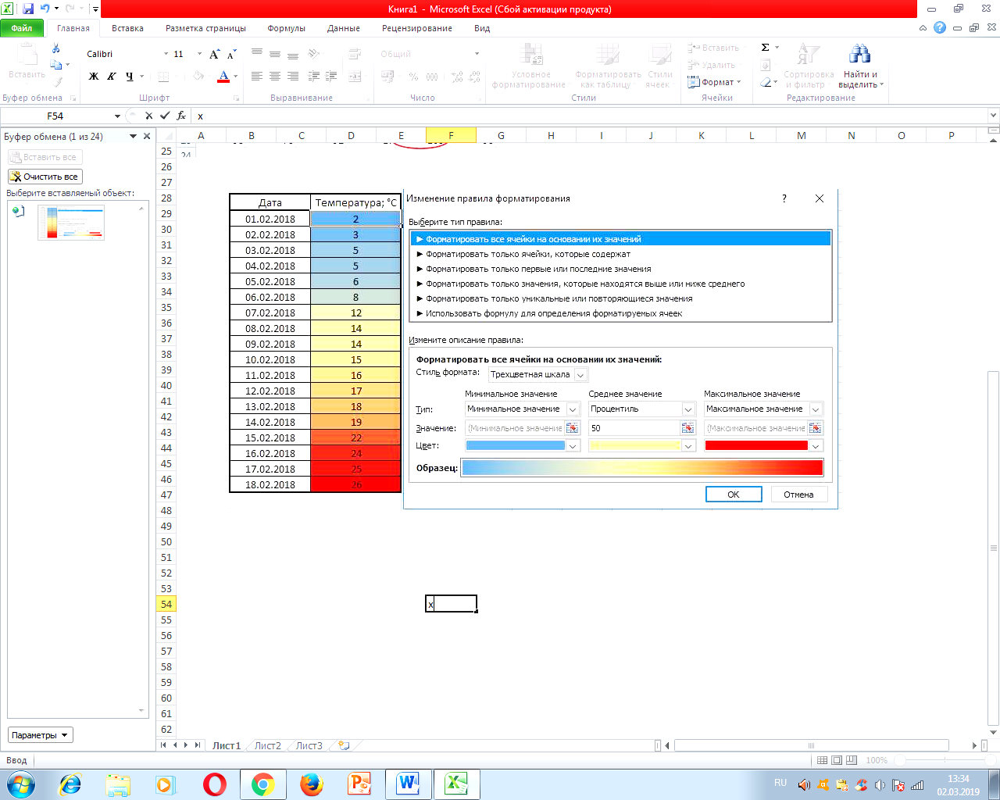 Книга1 - Microsoft Excel (Сбой активации продукта)
Файл Главная Вставка Разметка страницы Формулы Данные Рецензирование Вид
Calibri 11 Общий
Вставить
Ж К Ч
Условное форматирование
Форматировать как таблицу
Стили ячеек
Вставить
Удалить
Формат
Сортировка и фильтр
Найти и выделить
Буфер обмена Шрифт Выравнивание Число Стили Ячейки Редактирование
F54 fx x
Буфер обмена (1 из 24)
Вставить все
Очистить все
Выберите вставляемый объект:
Параметры
A B C D E F G H I J K L M N O P
24
25
26
27
28
29
30
31
32
33
34
35
36
37
38
39
40
41
42
43
44
45
46
47
48
49
50
51
52
53
54
55
56
57
58
59
60
61
62
Дата Температура; °C
01.02.2018 2
02.02.2018 3
03.02.2018 5
04.02.2018 5
05.02.2018 6
06.02.2018 8
07.02.2018 12
08.02.2018 14
09.02.2018 14
10.02.2018 15
11.02.2018 16
12.02.2018 17
13.02.2018 18
14.02.2018 19
15.02.2018 22
16.02.2018 24
17.02.2018 25
18.02.2018 26
Изменение правила форматирования ?
Выберите тип правила:
► Форматировать все ячейки на основании их значений
► Форматировать только ячейки, которые содержат
► Форматировать только первые или последние значения
► Форматировать только значения, которые находятся выше или ниже среднего
► Форматировать только уникальные или повторяющиеся значения
► Использовать формулу для определения форматируемых ячеек
Измените описание правила:
Форматировать все ячейки на основании их значений:
Стиль формата: Трехцветная шкала
Минимальное значение Среднее значение Максимальное значение
Тип: Минимальное значение Процентиль Максимальное значение
Значение: (Минимальное значение 50 (Максимальное значение
Цвет:
Образец:
ОК Отмена
x
Лист1 Лист2 Лист3
Ввод 100%
RU 13:34
02.03.2019